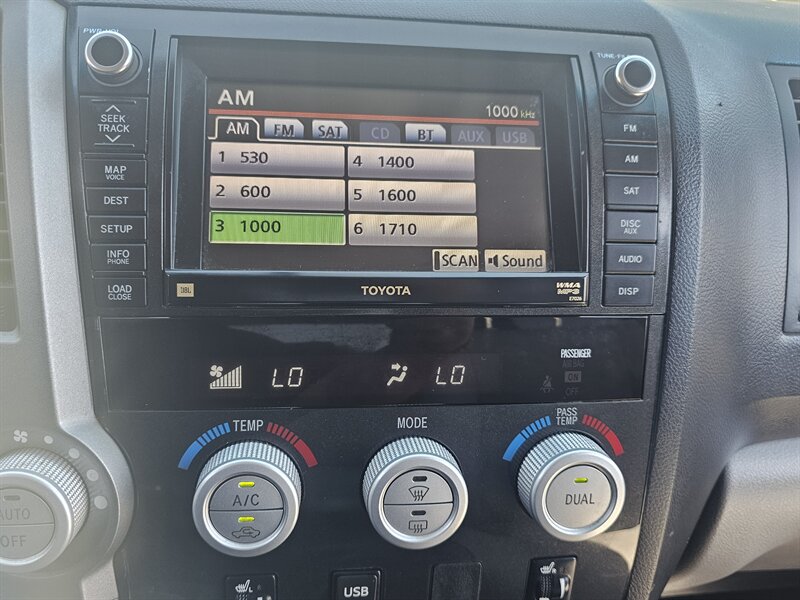 PWR·VOL
TUNE·FILE
SEEK
TRACK
MAP
VOICE
DEST
SETUP
INFO
PHONE
LOAD
CLOSE
AM
1000 kHz
AM FM SAT CD BT AUX USB
1 530 4 1400
2 600 5 1600
3 1000 6 1710
SCAN Sound
FM
AM
SAT
DISC
AUX
AUDIO
DISP
JBL TOYOTA WMA
MP3
E7026
LO LO
PASSENGER
AIRBAG
ON
OFF
TEMP MODE PASS
TEMP
A/C
DUAL
AUTO
OFF
L
USB
R